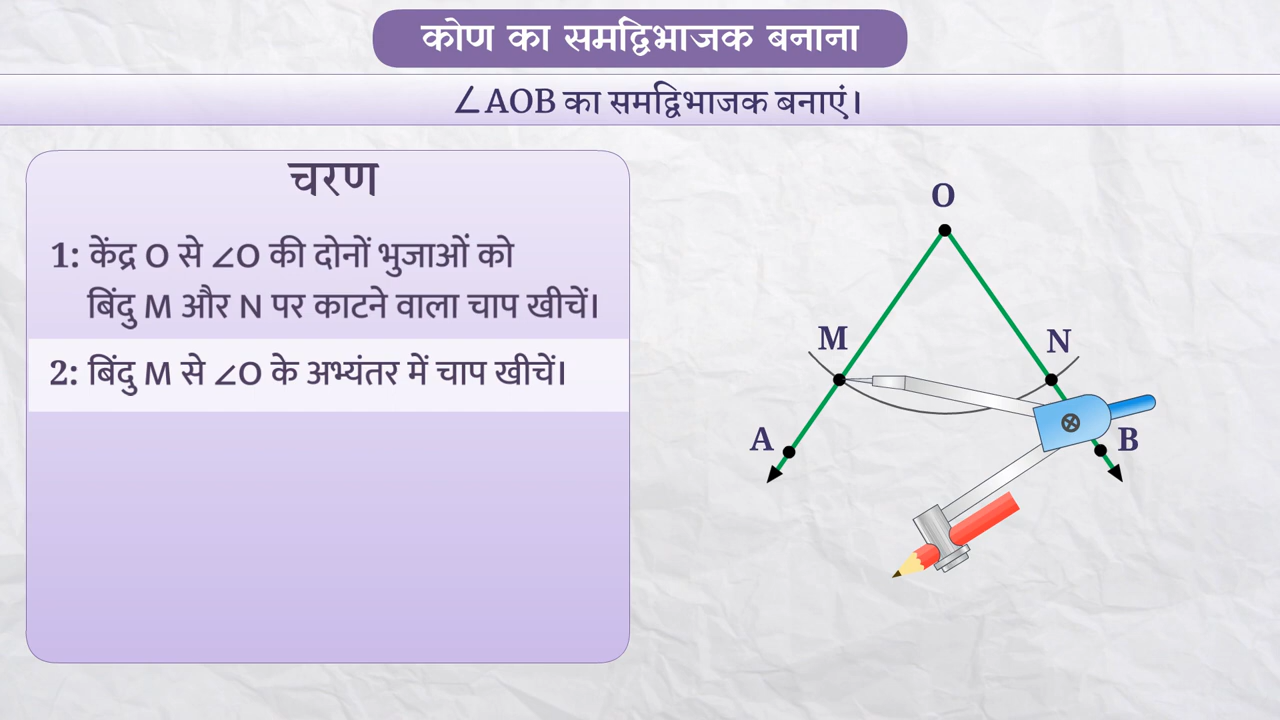 कोण का समद्विभाजक बनाना
∠AOB का समद्विभाजक बनाएं।
चरण
1: केंद्र O से ∠O की दोनों भुजाओं को
बिंदु M और N पर काटने वाला चाप खीचें।
2: बिंदु M से ∠O के अभ्यंतर में चाप खीचें।
O
M
N
A
B